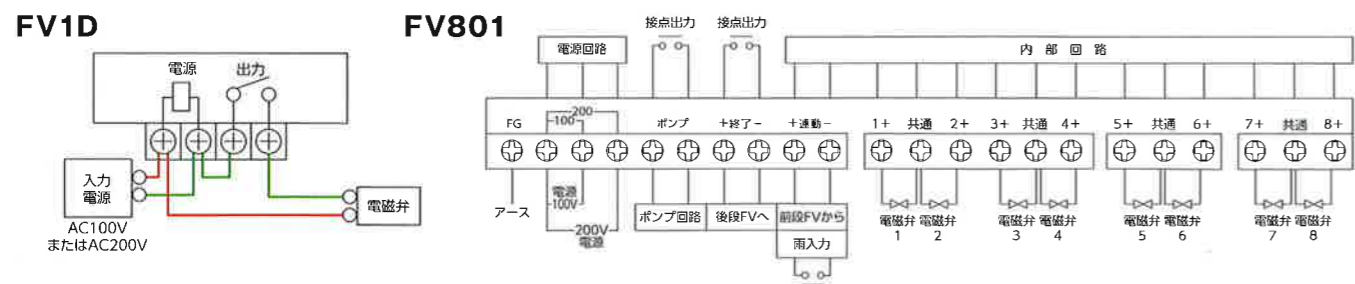 FV1D
電源
出力
入力
電源
AC100V
またはAC200V
電磁弁
FV801
接点出力
接点出力
電源回路
内部回路
200
100
FG
ポンプ
+終了−
+連動−
1+ 共通 2+
3+ 共通 4+
5+ 共通 6+
7+ 共通 8+
アース
電源
100V
200V
電源
ポンプ回路
後段FVへ
前段FVから
雨入力
電磁弁
1 2
電磁弁
3 4
電磁弁
5 6
電磁弁
7 8
電磁弁
電磁弁
電磁弁
電磁弁